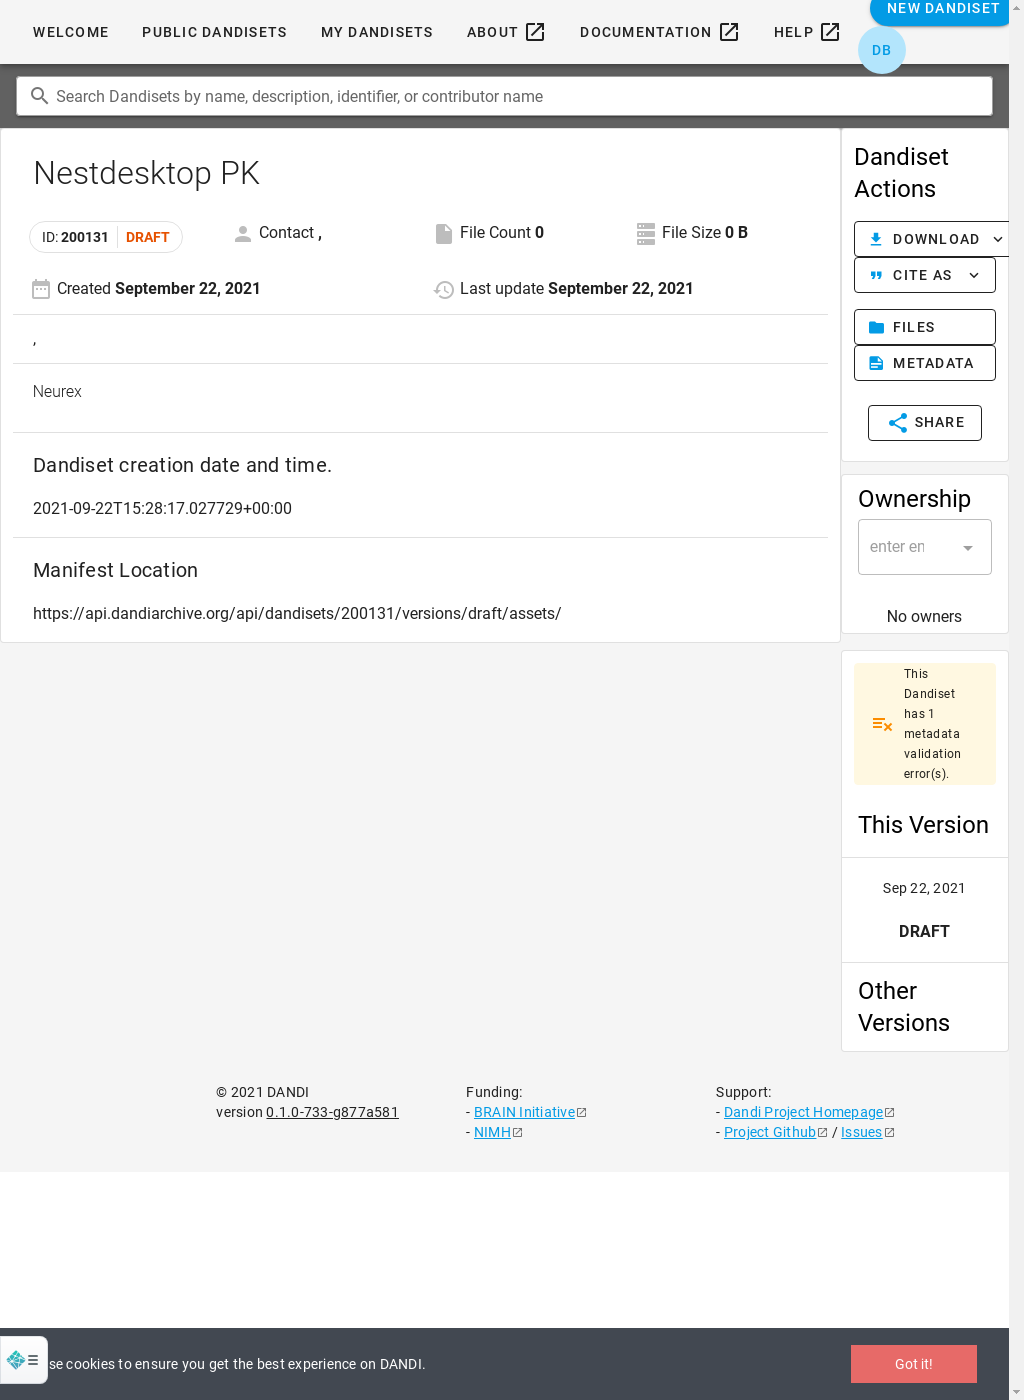 WELCOME PUBLIC DANDISETS MY DANDISETS ABOUT DOCUMENTATION HELP NEW DANDISET
DB
Search Dandisets by name, description, identifier, or contributor name
Nestdesktop PK
ID: 200131 DRAFT Contact , File Count 0 File Size 0 B
Created September 22, 2021 Last update September 22, 2021
,
Neurex
Dandiset creation date and time.
2021-09-22T15:28:17.027729+00:00
Manifest Location
https://api.dandiarchive.org/api/dandisets/200131/versions/draft/assets/
Dandiset
Actions
DOWNLOAD
CITE AS
FILES
METADATA
SHARE
Ownership
enter en
No owners
This
Dandiset
has 1
metadata
validation
error(s).
This Version
Sep 22, 2021
DRAFT
Other
Versions
© 2021 DANDI
version 0.1.0-733-g877a581
Funding:
- BRAIN Initiative
- NIMH
Support:
- Dandi Project Homepage
- Project Github / Issues
se cookies to ensure you get the best experience on DANDI.
Got it!